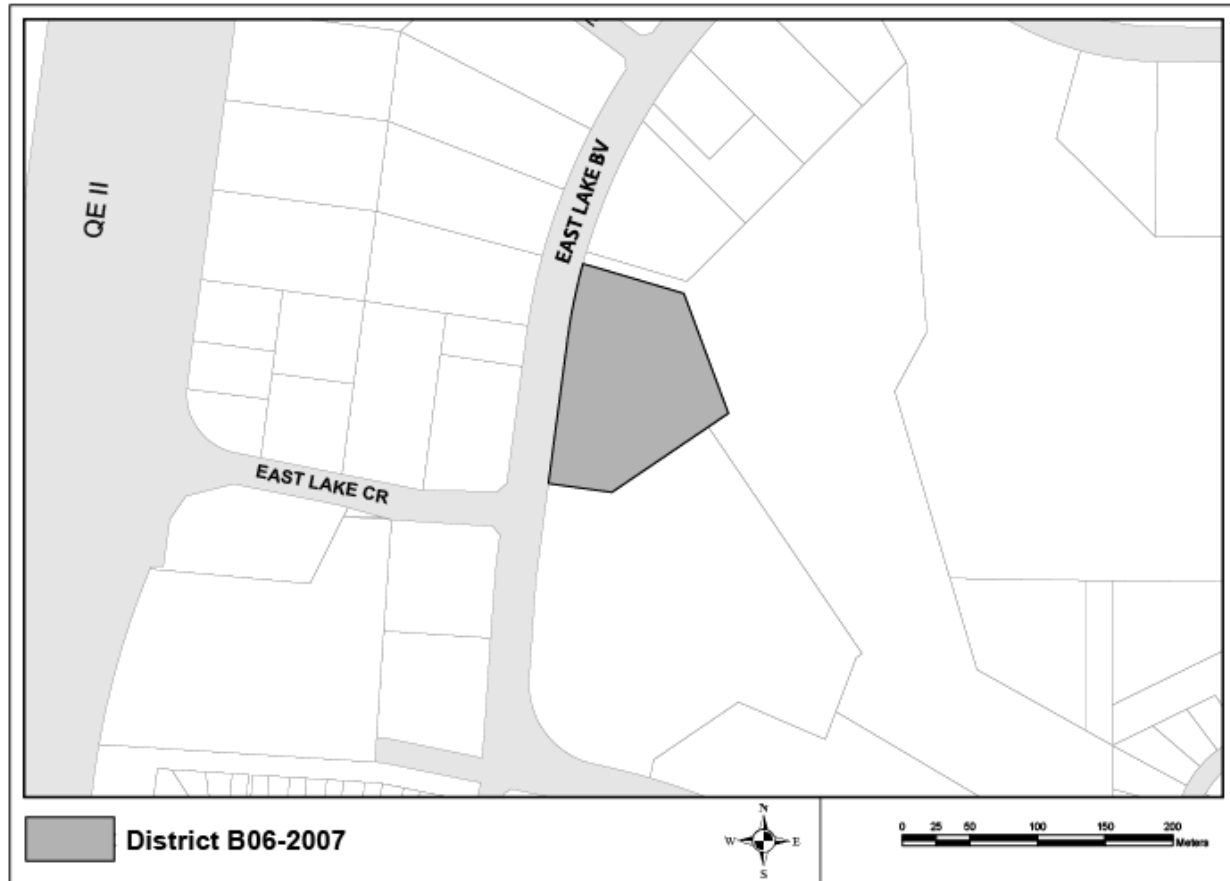 EAST LAKE BV
QE II
EAST LAKE CR
District B06-2007
N
W
E
S
0 25 50 100 150 200
Meters